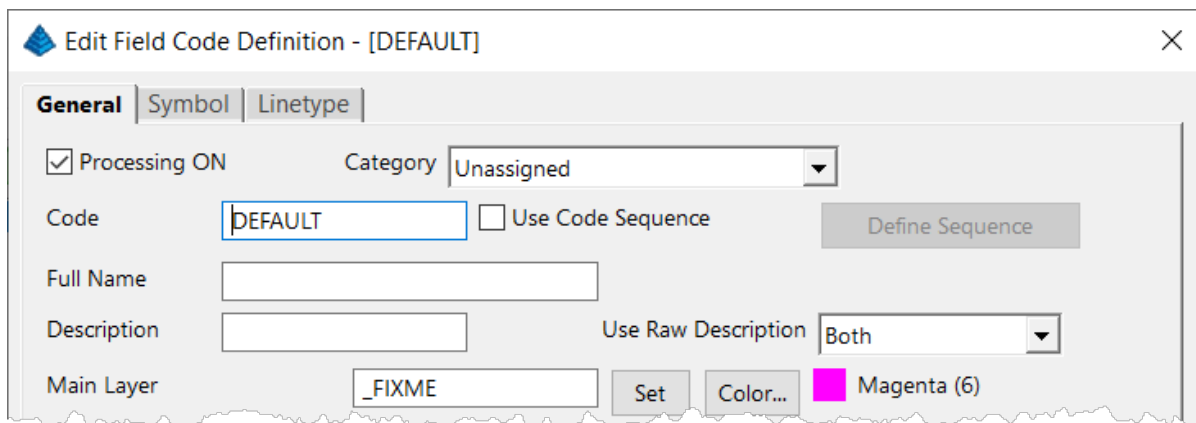 Edit Field Code Definition - [DEFAULT]
General Symbol Linetype
Processing ON Category Unassigned
Code DEFAULT Use Code Sequence Define Sequence
Full Name
Description Use Raw Description Both
Main Layer _FIXME Set Color... Magenta (6)